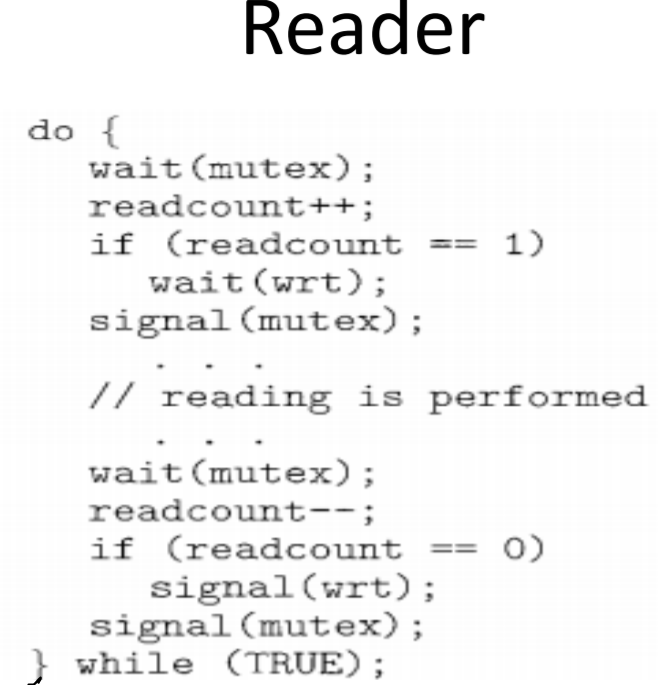 Reader
do {
wait(mutex);
readcount++;
if (readcount == 1)
wait(wrt);
signal(mutex);
. . .
// reading is performed
. . .
wait(mutex);
readcount--;
if (readcount == 0)
signal(wrt);
signal(mutex);
} while (TRUE);